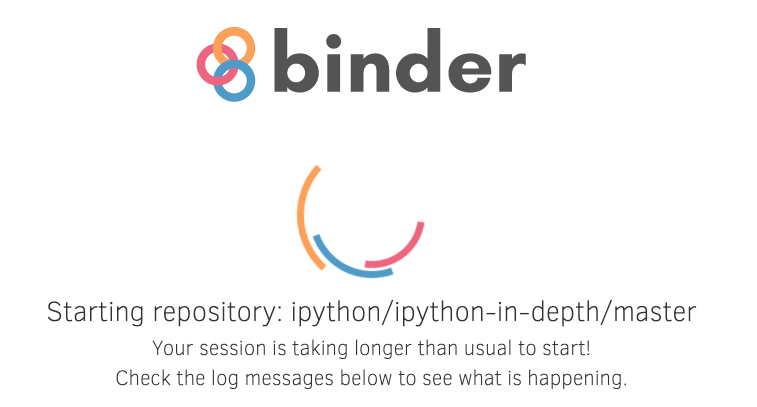 binder
Starting repository: ipython/ipython-in-depth/master
Your session is taking longer than usual to start!
Check the log messages below to see what is happening.